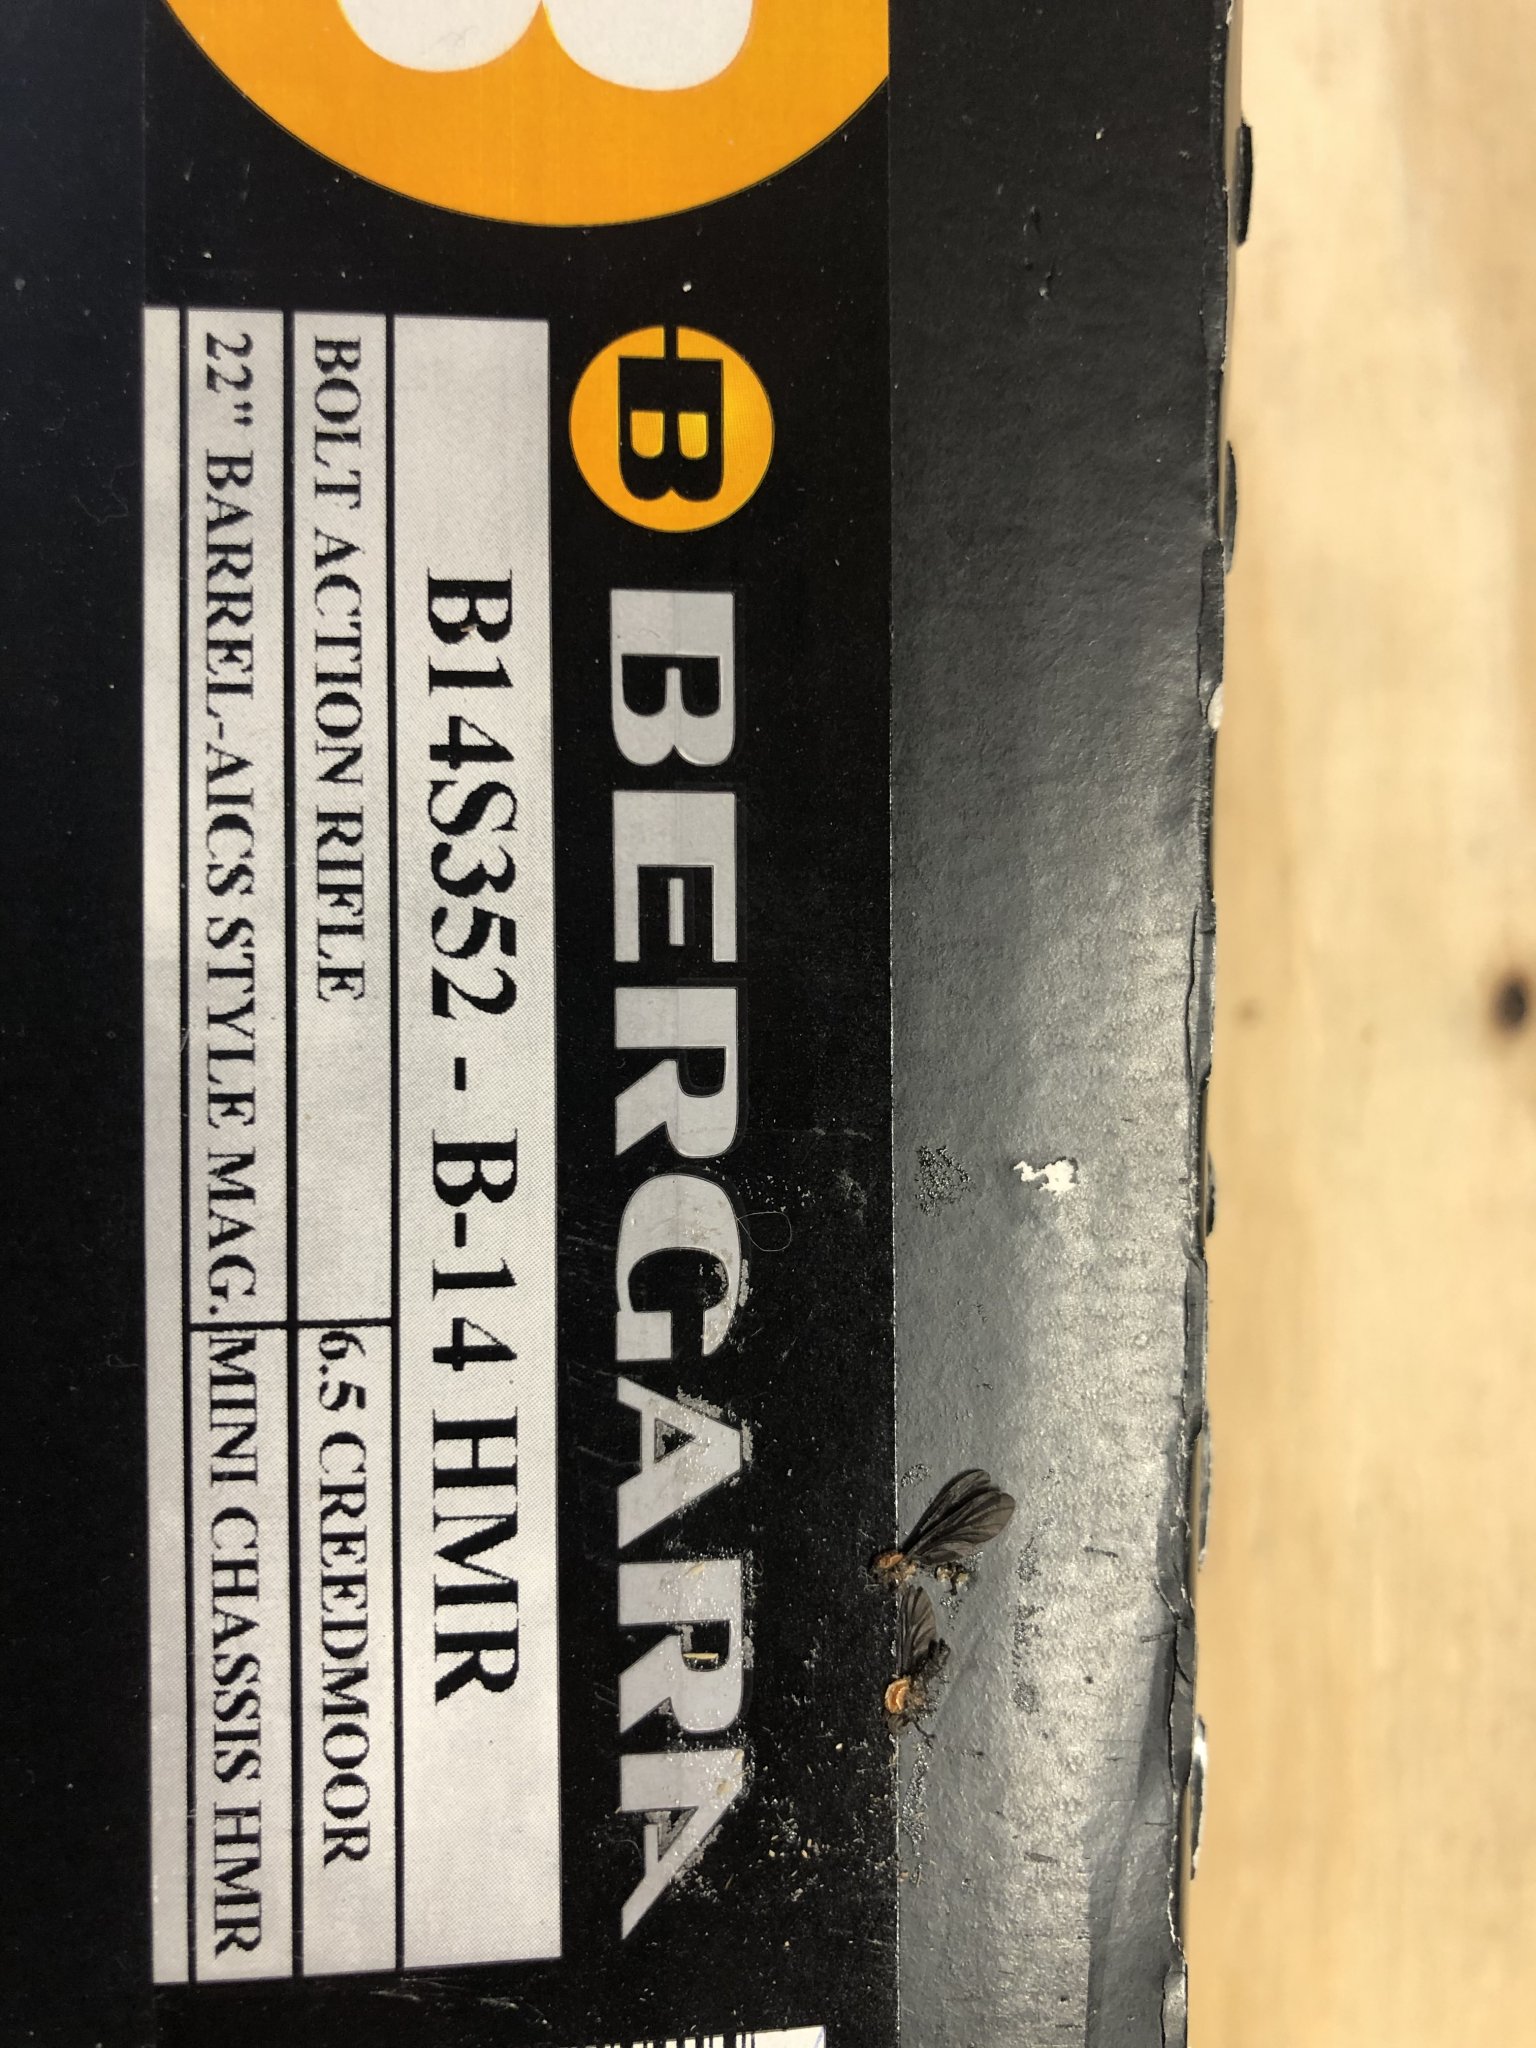 B BERGARA
B14S352 - B-14 HMR
BOLT ACTION RIFLE 6.5 CREEDMOOR
22" BARREL-AICS STYLE MAG. MINI CHASSIS HMR